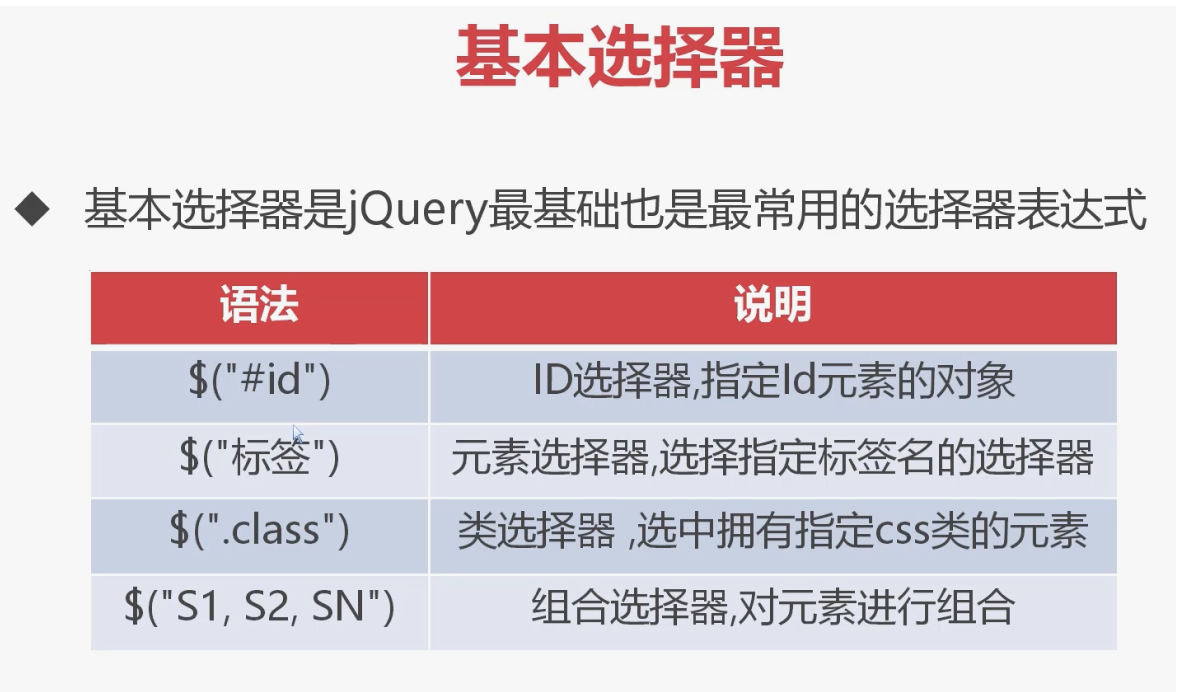 基本选择器
◆ 基本选择器是jQuery最基础也是最常用的选择器表达式
语法 说明
$("#id") ID选择器,指定Id元素的对象
$("标签") 元素选择器,选择指定标签名的选择器
$(".class") 类选择器 ,选中拥有指定css类的元素
$("S1, S2, SN") 组合选择器,对元素进行组合